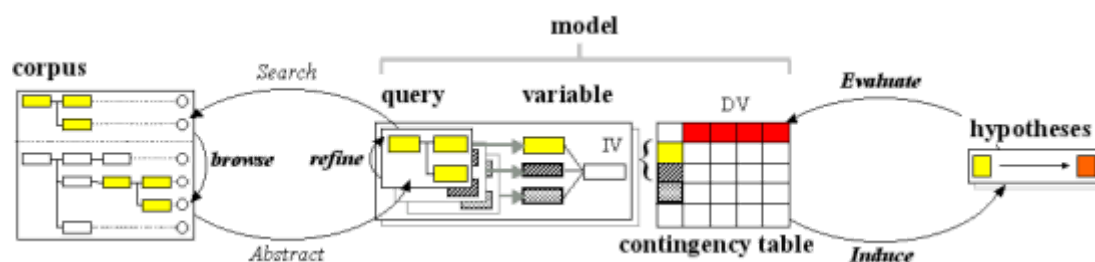 model
corpus
Search
query
variable
DV
Evaluate
hypotheses
IV
browse
refine
contingency table
Abstract
Induce